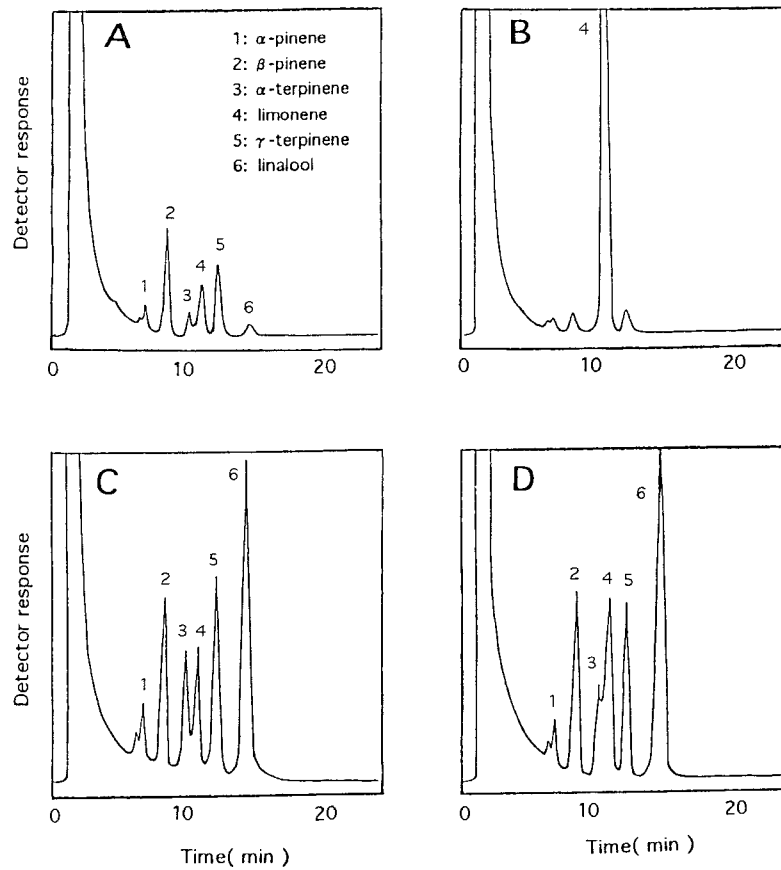 A
1: α-pinene
2: β-pinene
3: α-terpinene
4: limonene
5: γ-terpinene
6: linalool
Detector response
1
2
3
4
5
6
0 10 20
B
4
0 10 20
C
Detector response
1
2
3
4
5
6
0 10 20
Time( min )
D
1
2
3
4
5
6
0 10 20
Time( min )